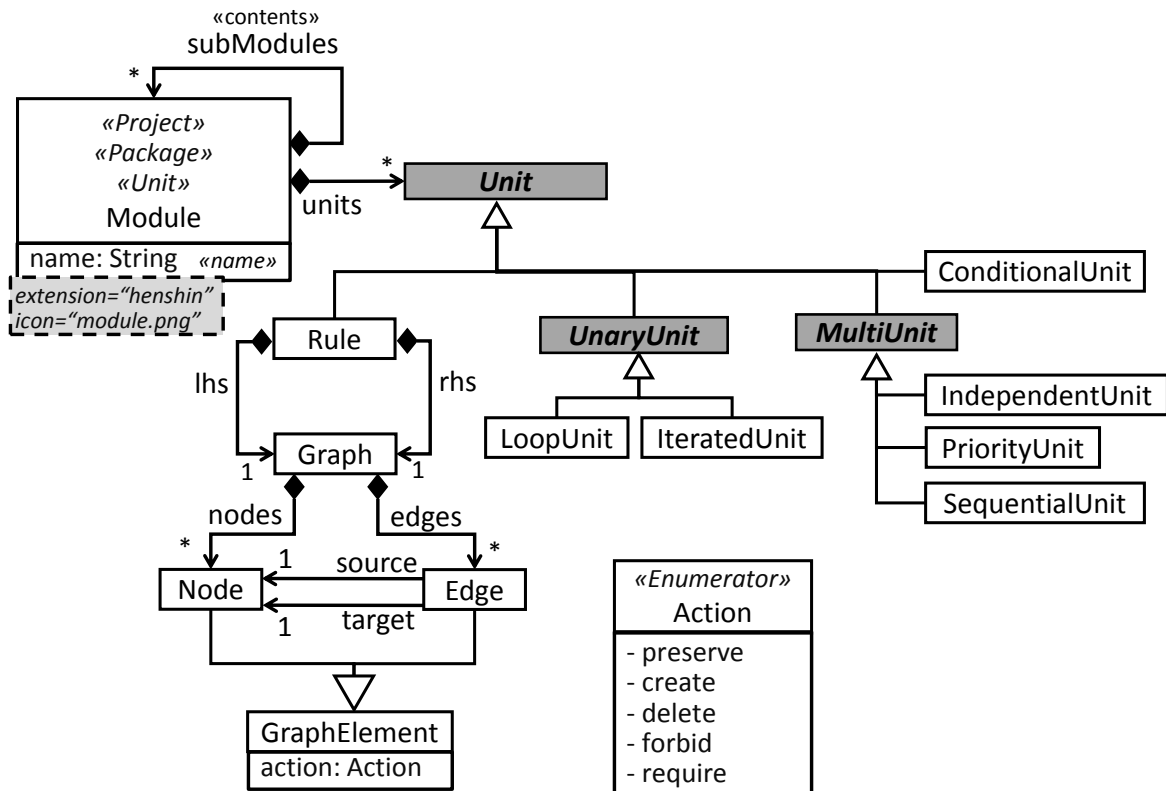 «contents»
subModules
*
«Project»
«Package»
«Unit»
Module
name: String «name»
extension="henshin"
icon="module.png"
*
units
Unit
ConditionalUnit
Rule
UnaryUnit
MultiUnit
lhs
rhs
IndependentUnit
LoopUnit
IteratedUnit
PriorityUnit
1
Graph
1
SequentialUnit
nodes
edges
*
*
1
source
Node
Edge
1
target
«Enumerator»
Action
- preserve
- create
- delete
- forbid
- require
GraphElement
action: Action